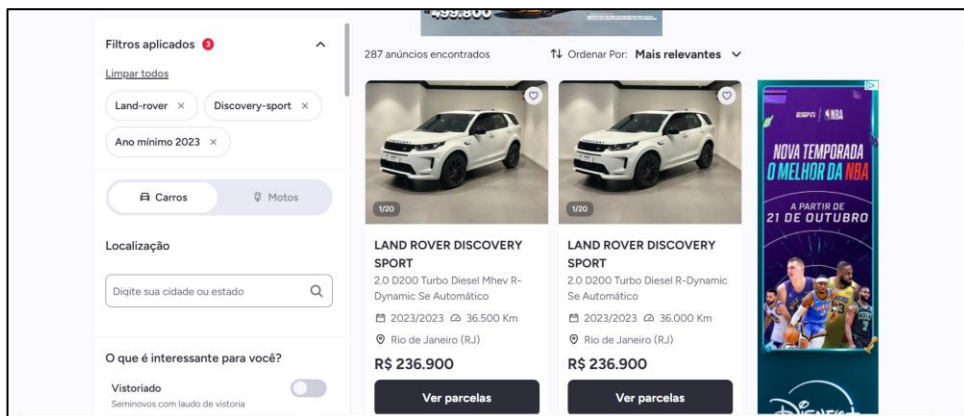 Filtros aplicados 3
Limpar todos
Land-rover ×
Discovery-sport ×
Ano mínimo 2023 ×
Carros
Motos
Localização
Digite sua cidade ou estado
O que é interessante para você?
Vistoriado
Seminovos com laudo de vistoria
499.800
287 anúncios encontrados
Ordenar Por: Mais relevantes
1/20
LAND ROVER DISCOVERY
SPORT
2.0 D200 Turbo Diesel Mhev R-
Dynamic Se Automático
2023/2023 36.500 Km
Rio de Janeiro (RJ)
R$ 236.900
Ver parcelas
1/20
LAND ROVER DISCOVERY
SPORT
2.0 D200 Turbo Diesel R-Dynamic
Se Automático
2023/2023 36.000 Km
Rio de Janeiro (RJ)
R$ 236.900
Ver parcelas
ESPN NBA
NOVA TEMPORADA
O MELHOR DA NBA
A PARTIR DE
21 DE OUTUBRO